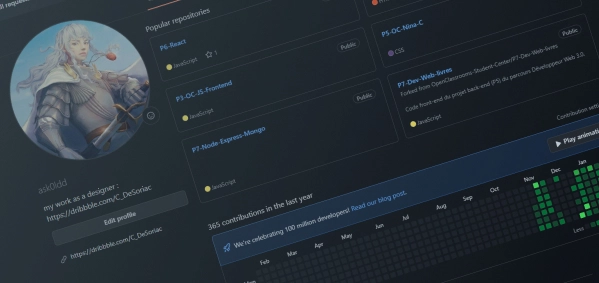 Popular repositories
P6-React
JavaScript
1
Public
P5-OC-Nina-C
CSS
Public
P3-OC-JS-Frontend
JavaScript
Public
P7-Dev-Web-livres
Forked from OpenClassrooms-Student-Center/P7-Dev-Web-livres
Code front-end du projet back-end (P5) du parcours Développeur Web 3.0.
JavaScript
P7-Node-Express-Mongo
JavaScript
ask0ldd
my work as a designer :
https://dribbble.com/C_DeSoriac
Edit profile
https://dribbble.com/C_DeSoriac
365 contributions in the last year
Contribution
Play
We're celebrating 100 million developers! Read our blog post.
Feb Mar Apr May Jun Jul Aug Sep Oct Nov Dec Jan
Less